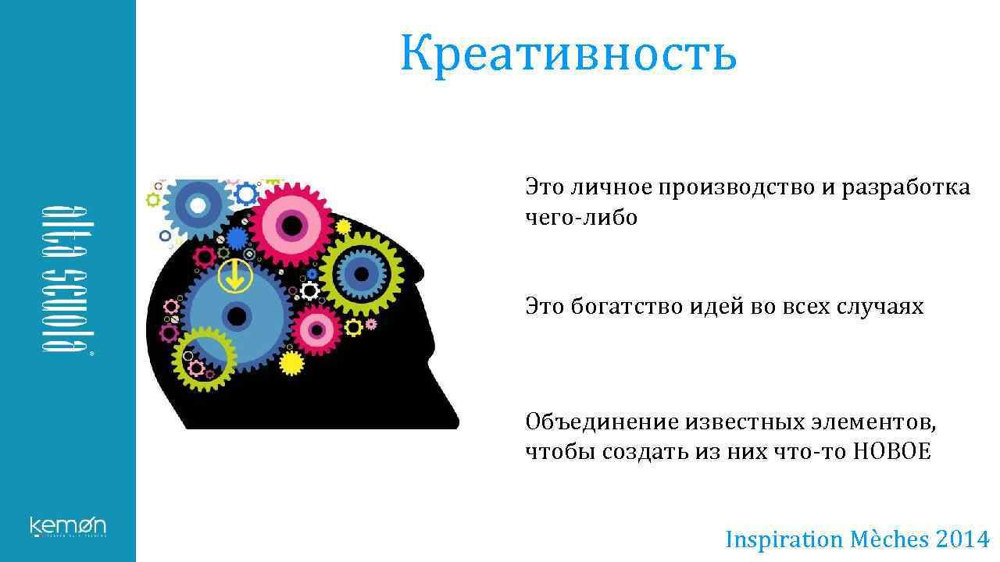 Креативность
Это личное производство и разработка
чего-либо
Это богатство идей во всех случаях
Объединение известных элементов,
чтобы создать из них что-то НОВОЕ
alta scuola ®
kemøn
Inspiration Mèches 2014